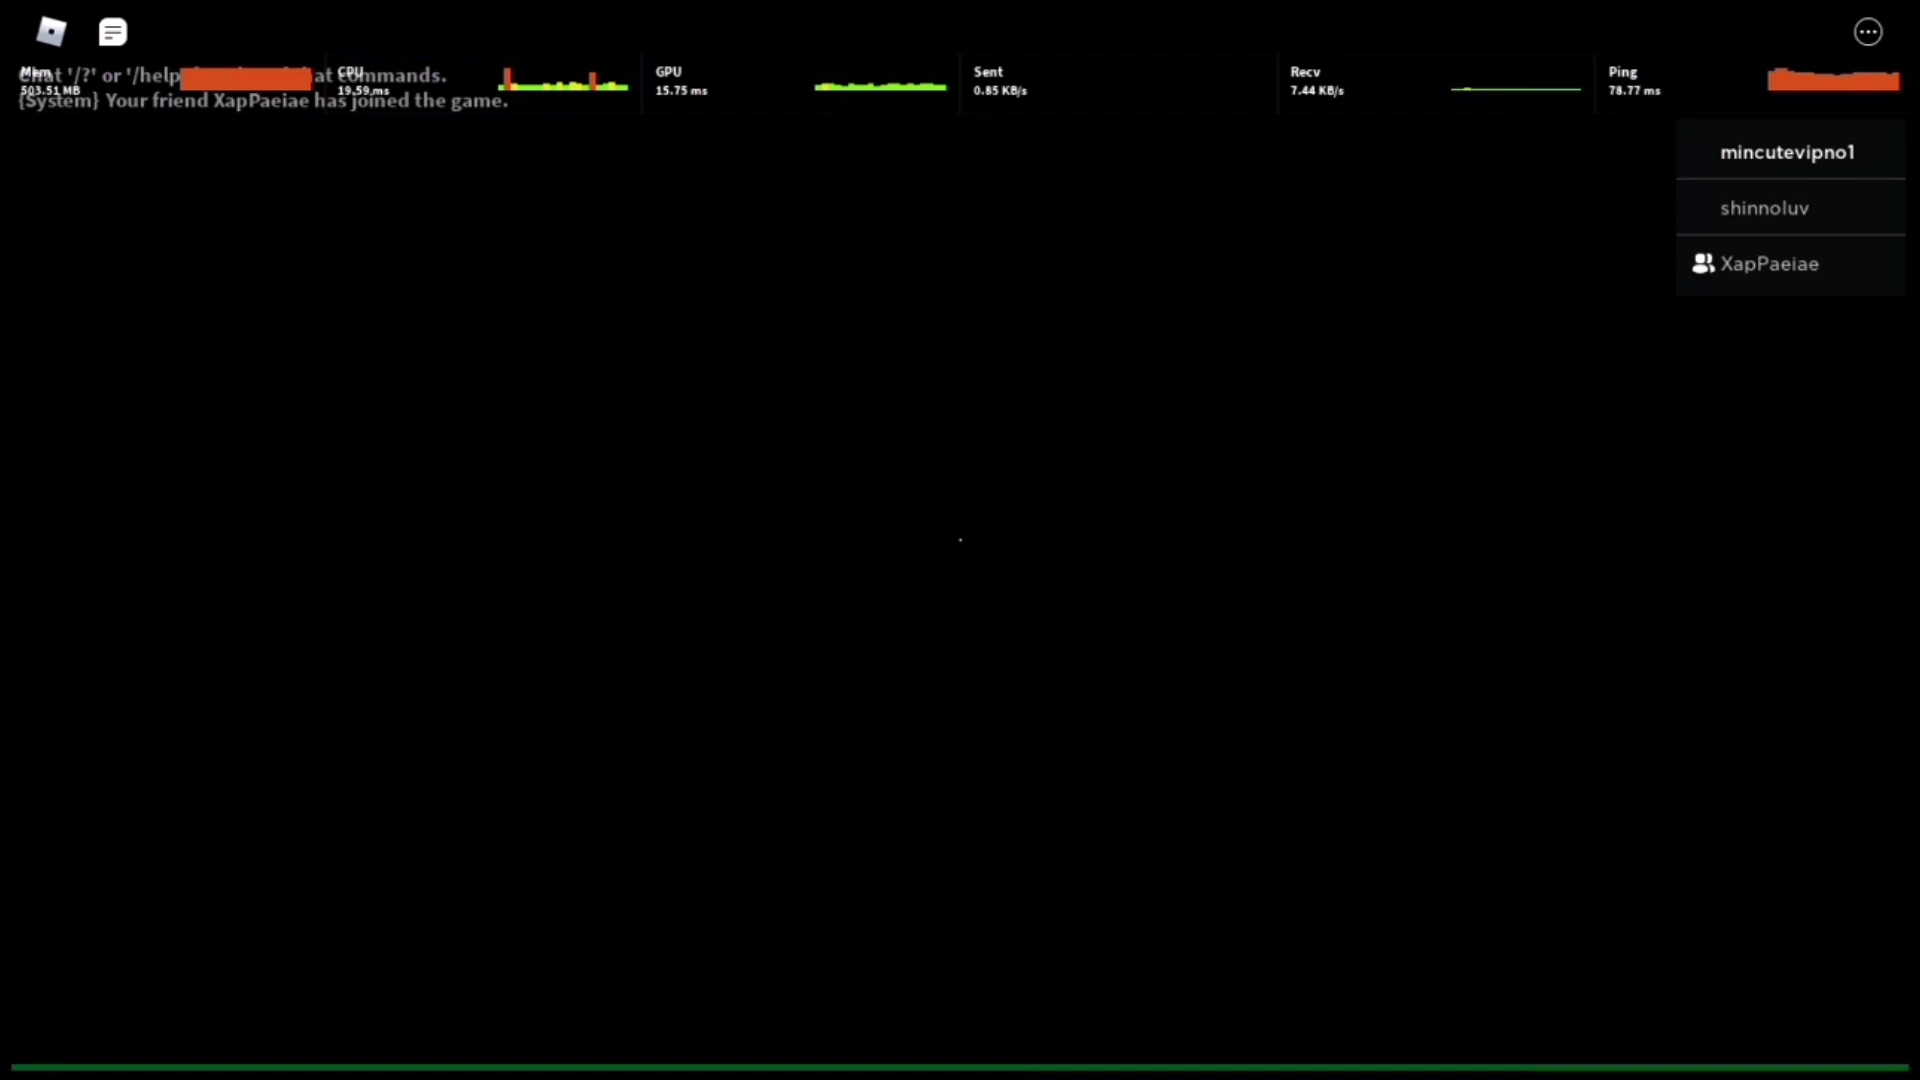 Mem
503.51 MB
CPU
19.59 ms
GPU
15.75 ms
Sent
0.85 KB/s
Recv
7.44 KB/s
Ping
78.77 ms
Chat '/?' or '/help at commands.
{System} Your friend XapPaeiae has joined the game.
mincutevipno1
shinnoluv
XapPaeiae